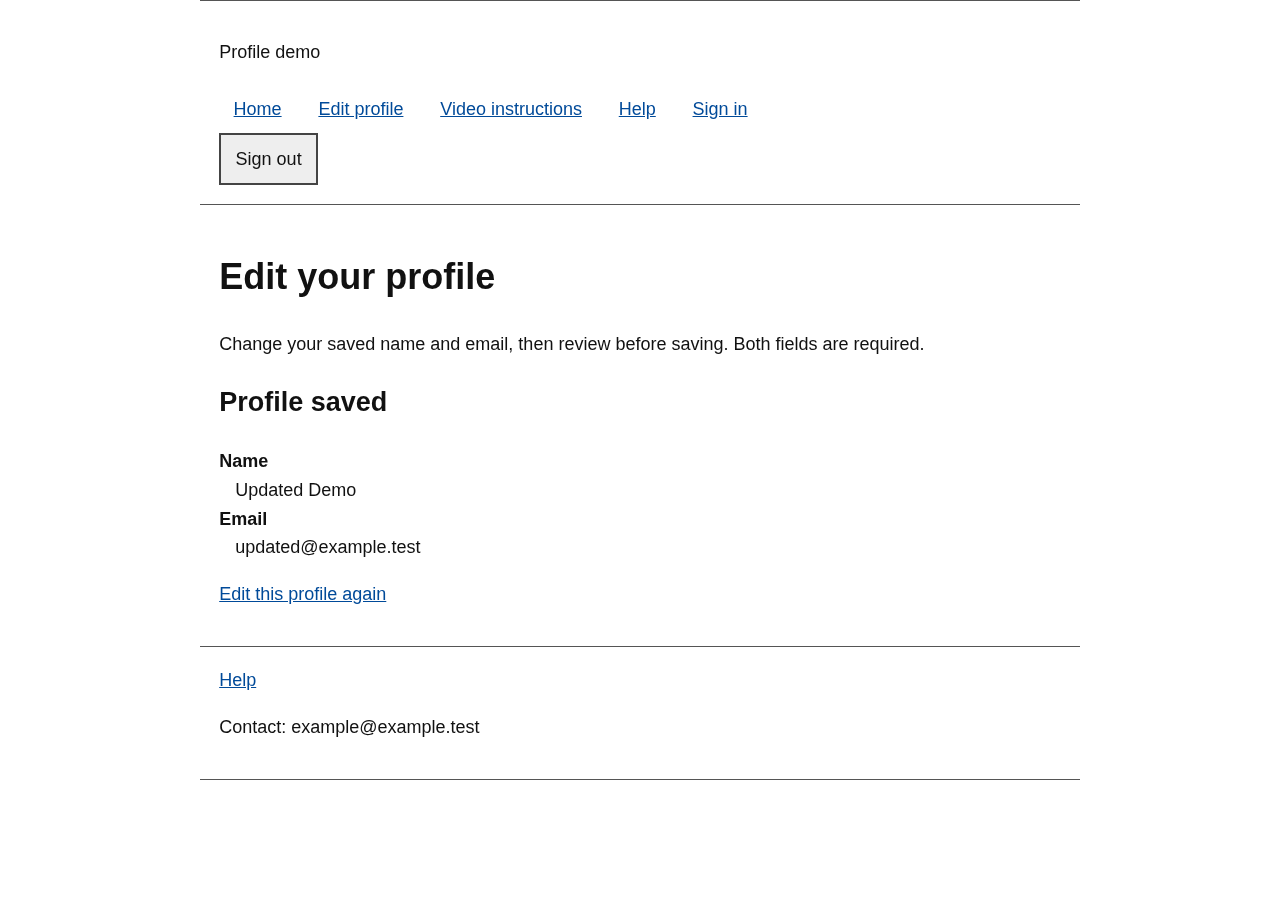 Profile demo
Home Edit profile Video instructions Help Sign in
Sign out
Edit your profile
Change your saved name and email, then review before saving. Both fields are required.
Profile saved
Name
Updated Demo
Email
updated@example.test
Edit this profile again
Help
Contact: example@example.test